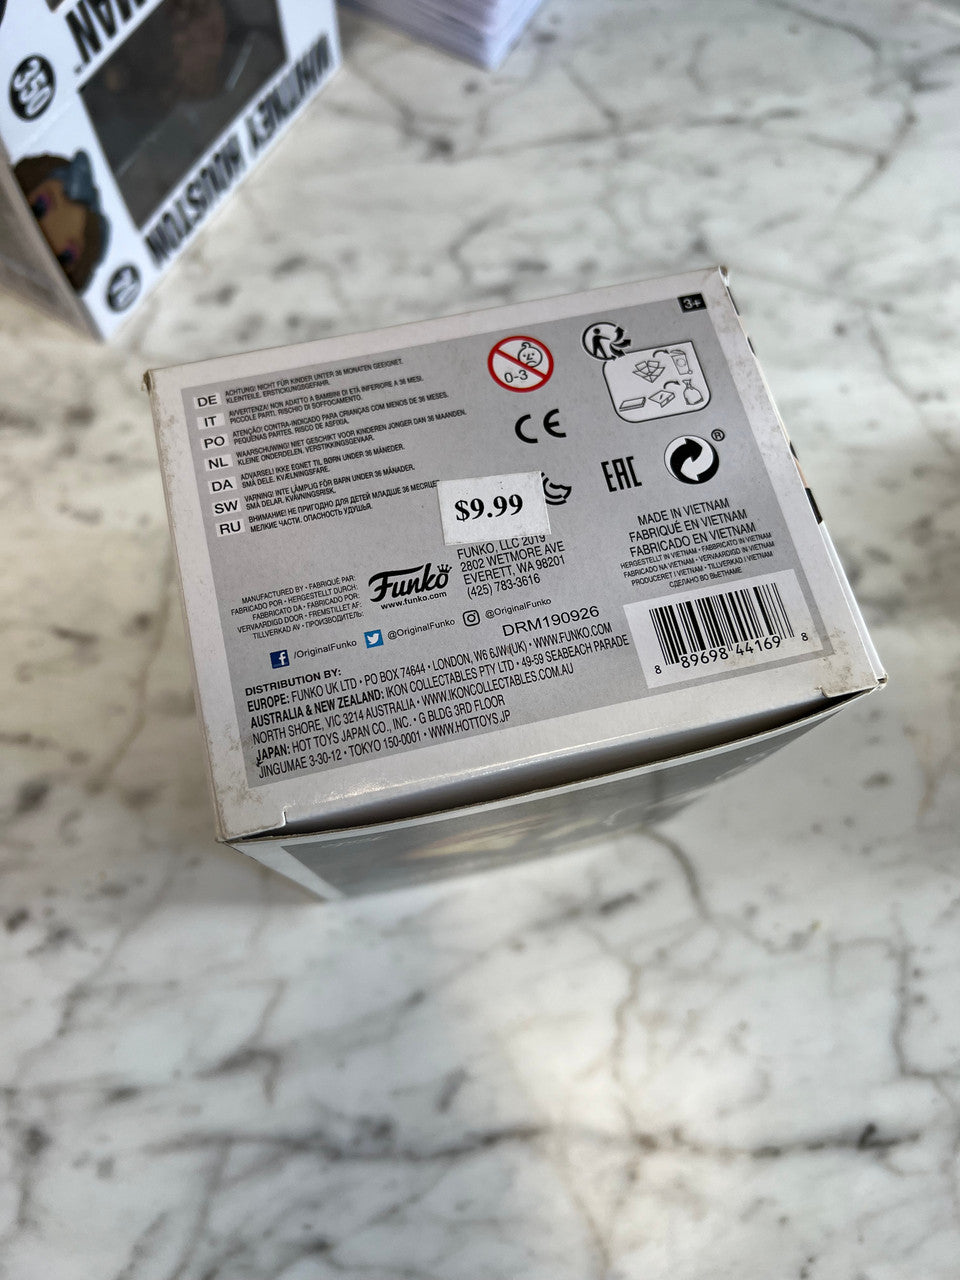 MAN
350
WHITNEY HOUSTON
3+
DE ACHTUNG! NICHT FÜR KINDER UNTER 36 MONATEN GEEIGNET.
KLEINTEILE. ERSTICKUNGSGEFAHR.
IT AVVERTENZA! NON ADATTO A BAMBINI DI ETÀ INFERIORE A 36 MESI.
PICCOLE PARTI. RISCHIO DI SOFFOCAMENTO.
PO ATENÇÃO! CONTRA-INDICADO PARA CRIANÇAS COM MENOS DE 36 MESES.
PEQUENAS PARTES. RISCO DE ASFIXIA.
NL WAARSCHUWING! NIET GESCHIKT VOOR KINDEREN JONGER DAN 36 MAANDEN.
KLEINE ONDERDELEN. VERSTIKKINGSGEVAAR.
DA ADVARSEL! IKKE EGNET TIL BØRN UNDER 36 MÅNEDER.
SMÅ DELE. KVÆLNINGSFARE.
SW VARNING! INTE LÄMPLIG FÖR BARN UNDER 36 MÅNADER.
SMÅ DELAR. KVÄVNINGSRISK.
RU ВНИМАНИЕ! НЕ ПРИГОДНО ДЛЯ ДЕТЕЙ МЛАДШЕ 36 МЕСЯЦЕ
МЕЛКИЕ ЧАСТИ. ОПАСНОСТЬ УДУШЬЯ.
0-3
CE
EAC
®
$9.99
MANUFACTURED BY • FABRIQUÉ PAR:
FABRICADO POR • HERGESTELLT DURCH:
FABBRICATO DA • FABRICADO POR:
VERVAARDIGD DOOR • FREMSTILLET AF:
TILLVERKAD AV • ПРОИЗВОДИТЕЛЬ:
Funko
www.funko.com
FUNKO, LLC 2019
2802 WETMORE AVE
EVERETT, WA 98201
(425) 783-3616
MADE IN VIETNAM
FABRIQUÉ EN VIETNAM
FABRICADO EN VIETNAM
HERGESTELLT IN VIETNAM • FABBRICATO IN VIETNAM
FABRICADO NA VIETNAM • VERVAARDIGD IN VIETNAM
PRODUCERET I VIETNAM • TILLVERKAD I VIETNAM
СДЕЛАНО ВО ВЬЕТНАМЕ
/OriginalFunko @OriginalFunko @OriginalFunko
DRM190926
DISTRIBUTION BY:
EUROPE: FUNKO UK LTD • PO BOX 74644 • LONDON, W6 6JW(UK) • WWW.FUNKO.COM
AUSTRALIA & NEW ZEALAND: IKON COLLECTABLES PTY LTD • 49-59 SEABEACH PARADE
NORTH SHORE, VIC 3214 AUSTRALIA • WWW.IKONCOLLECTABLES.COM.AU
JAPAN: HOT TOYS JAPAN CO., INC. • G BLDG 3RD FLOOR
JINGUMAE 3-30-12 • TOKYO 150-0001 • WWW.HOTTOYS.JP
8 89698 44169 8